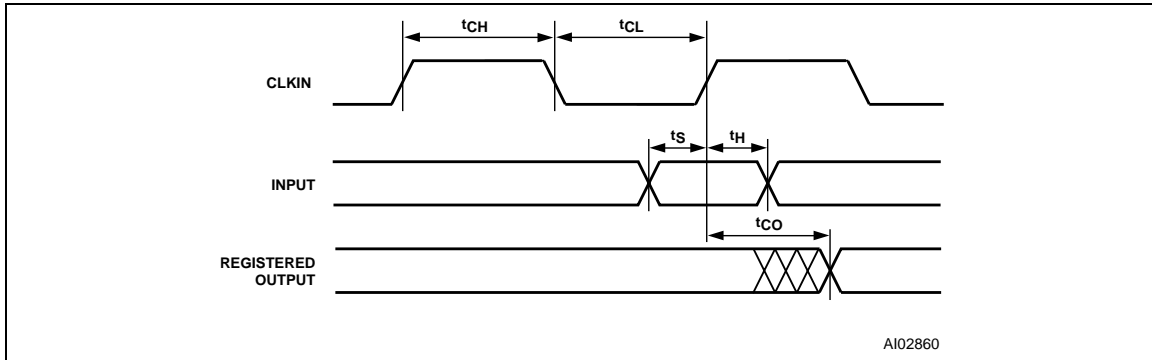 tCH
tCL
CLKIN
tS
tH
INPUT
tCO
REGISTERED
OUTPUT
AI02860